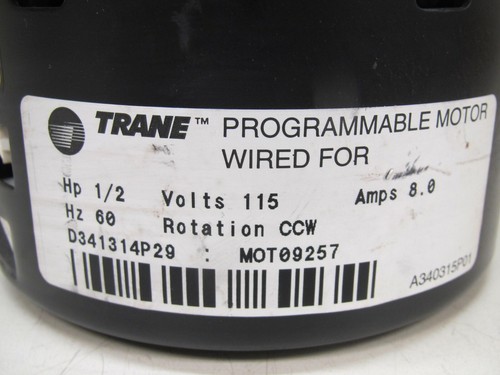 TRANE™ PROGRAMMABLE MOTOR
WIRED FOR
Hp 1/2 Volts 115 Amps 8.0
Hz 60 Rotation CCW
D341314P29 : MOT09257
A340315P01